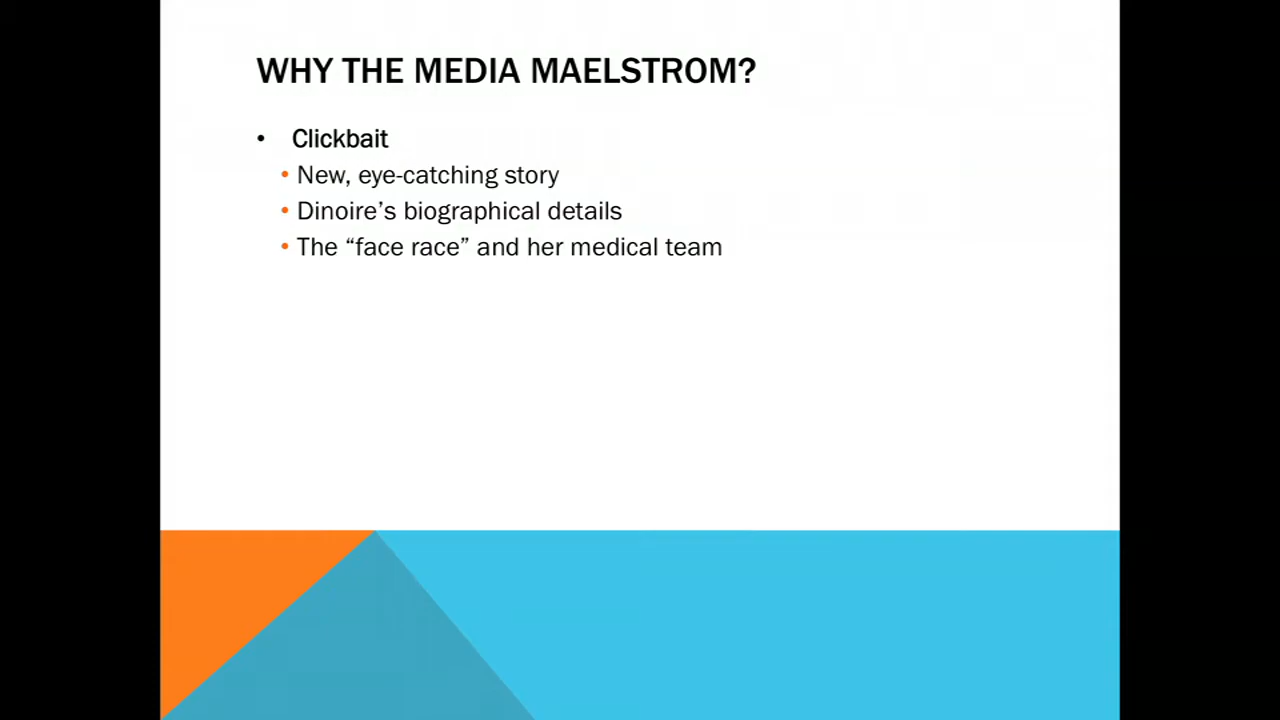 WHY THE MEDIA MAELSTROM?
• Clickbait
• New, eye-catching story
• Dinoire’s biographical details
• The “face race” and her medical team